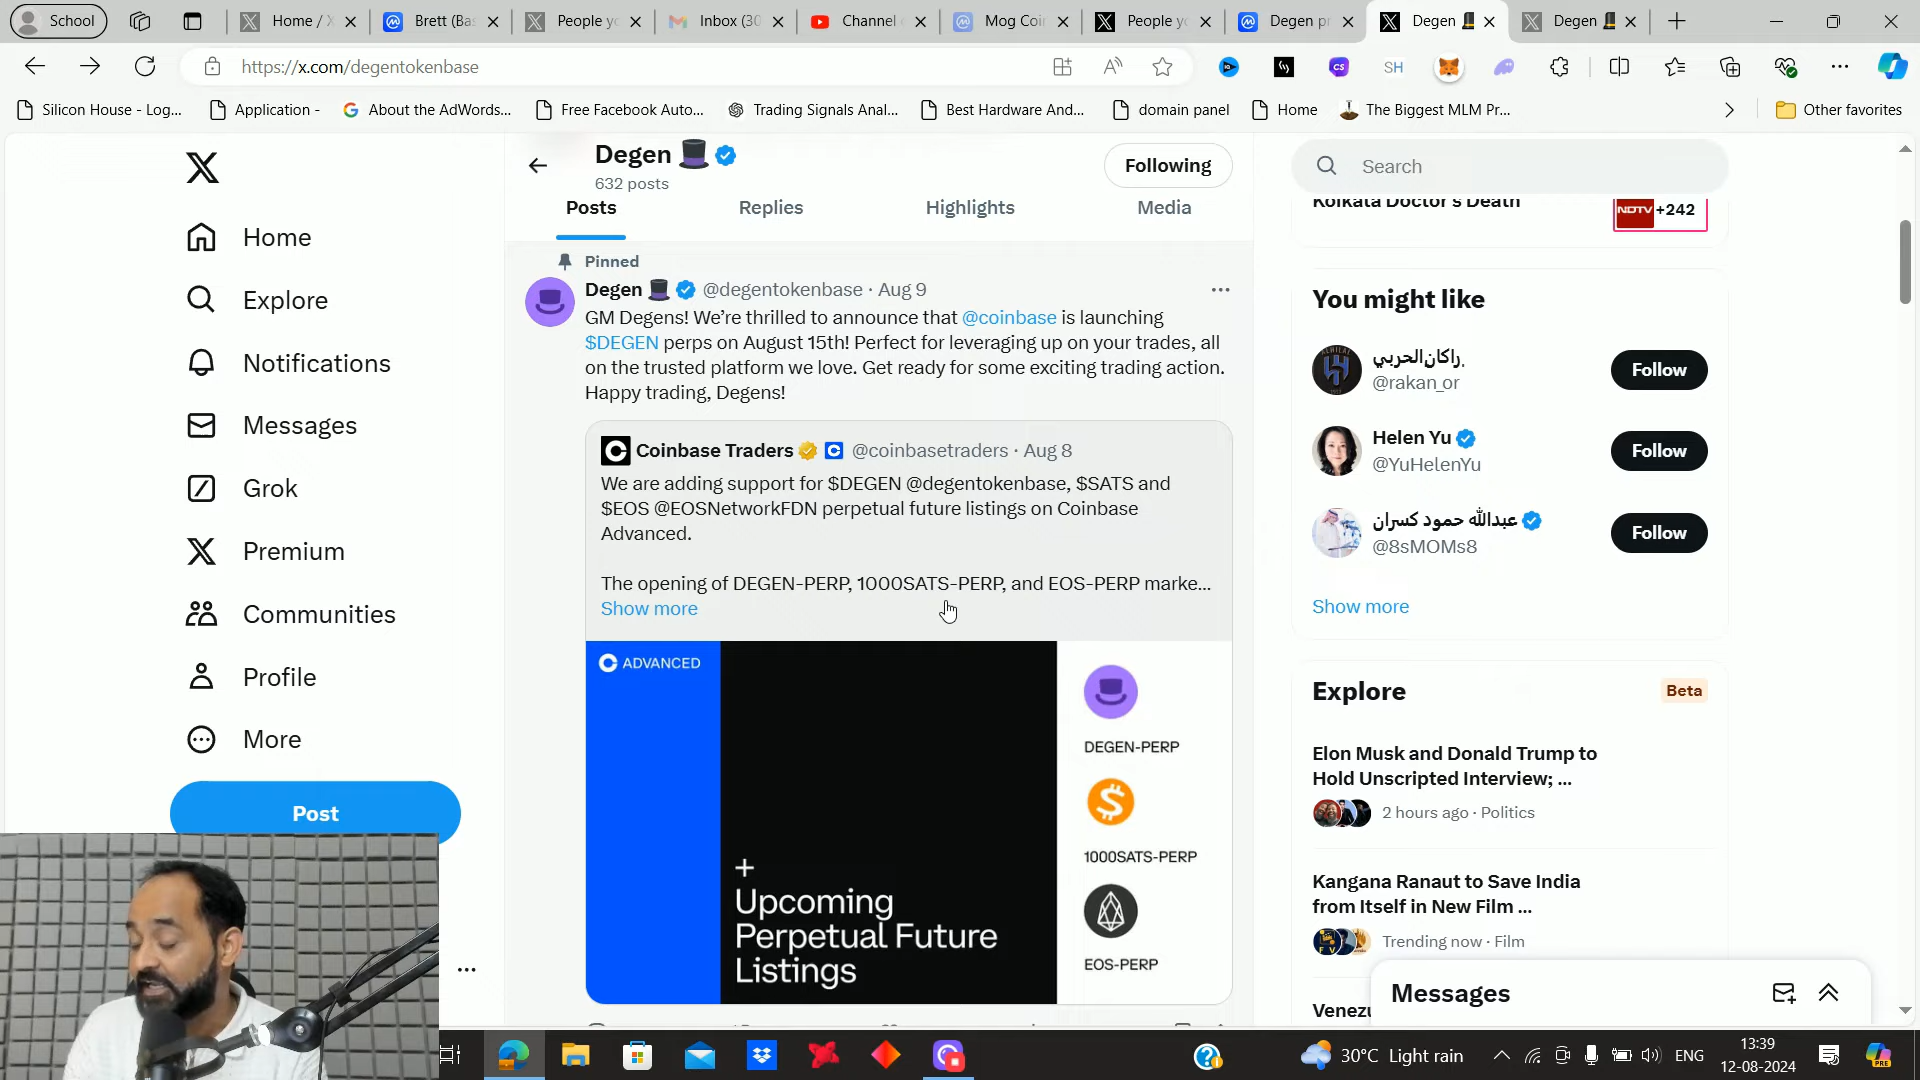 School
Home / X
Brett (Bas
People yo
Inbox (30
Channel c
Mog Coin
People yo
Degen pr
Degen
Degen
https://x.com/degentokenbase
Silicon House - Log...
Application -
About the AdWords...
Free Facebook Auto...
Trading Signals Anal...
Best Hardware And...
domain panel
Home
The Biggest MLM Pr...
Other favorites
Home
Explore
Notifications
Messages
Grok
Premium
Communities
Profile
More
Post
Degen
632 posts
Following
Posts
Replies
Highlights
Media
Pinned
Degen @degentokenbase · Aug 9
GM Degens! We’re thrilled to announce that @coinbase is launching
$DEGEN perps on August 15th! Perfect for leveraging up on your trades, all
on the trusted platform we love. Get ready for some exciting trading action.
Happy trading, Degens!
Coinbase Traders @coinbasetraders · Aug 8
We are adding support for $DEGEN @degentokenbase, $SATS and
$EOS @EOSNetworkFDN perpetual future listings on Coinbase
Advanced.
The opening of DEGEN-PERP, 1000SATS-PERP, and EOS-PERP marke...
Show more
ADVANCED
+
Upcoming
Perpetual Future
Listings
DEGEN-PERP
1000SATS-PERP
EOS-PERP
Search
Kolkata Doctor's Death
NDTV +242
You might like
راكان الحربي.
@rakan_or
Follow
Helen Yu
@YuHelenYu
Follow
عبدالله حمود كسران
@8sMOMs8
Follow
Show more
Explore
Beta
Elon Musk and Donald Trump to
Hold Unscripted Interview; ...
2 hours ago · Politics
Kangana Ranaut to Save India
from Itself in New Film ...
Trending now · Film
Messages
30°C Light rain
ENG
13:39
12-08-2024